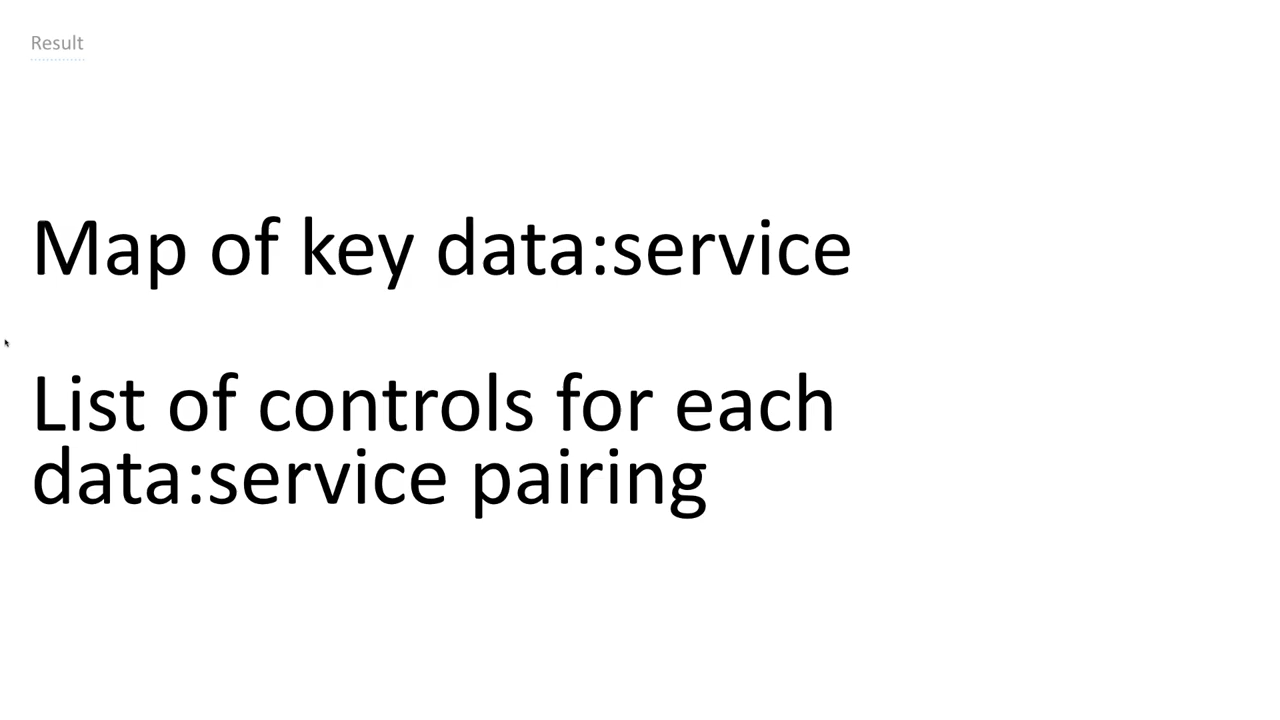 Result
Map of key data:service
List of controls for each
data:service pairing